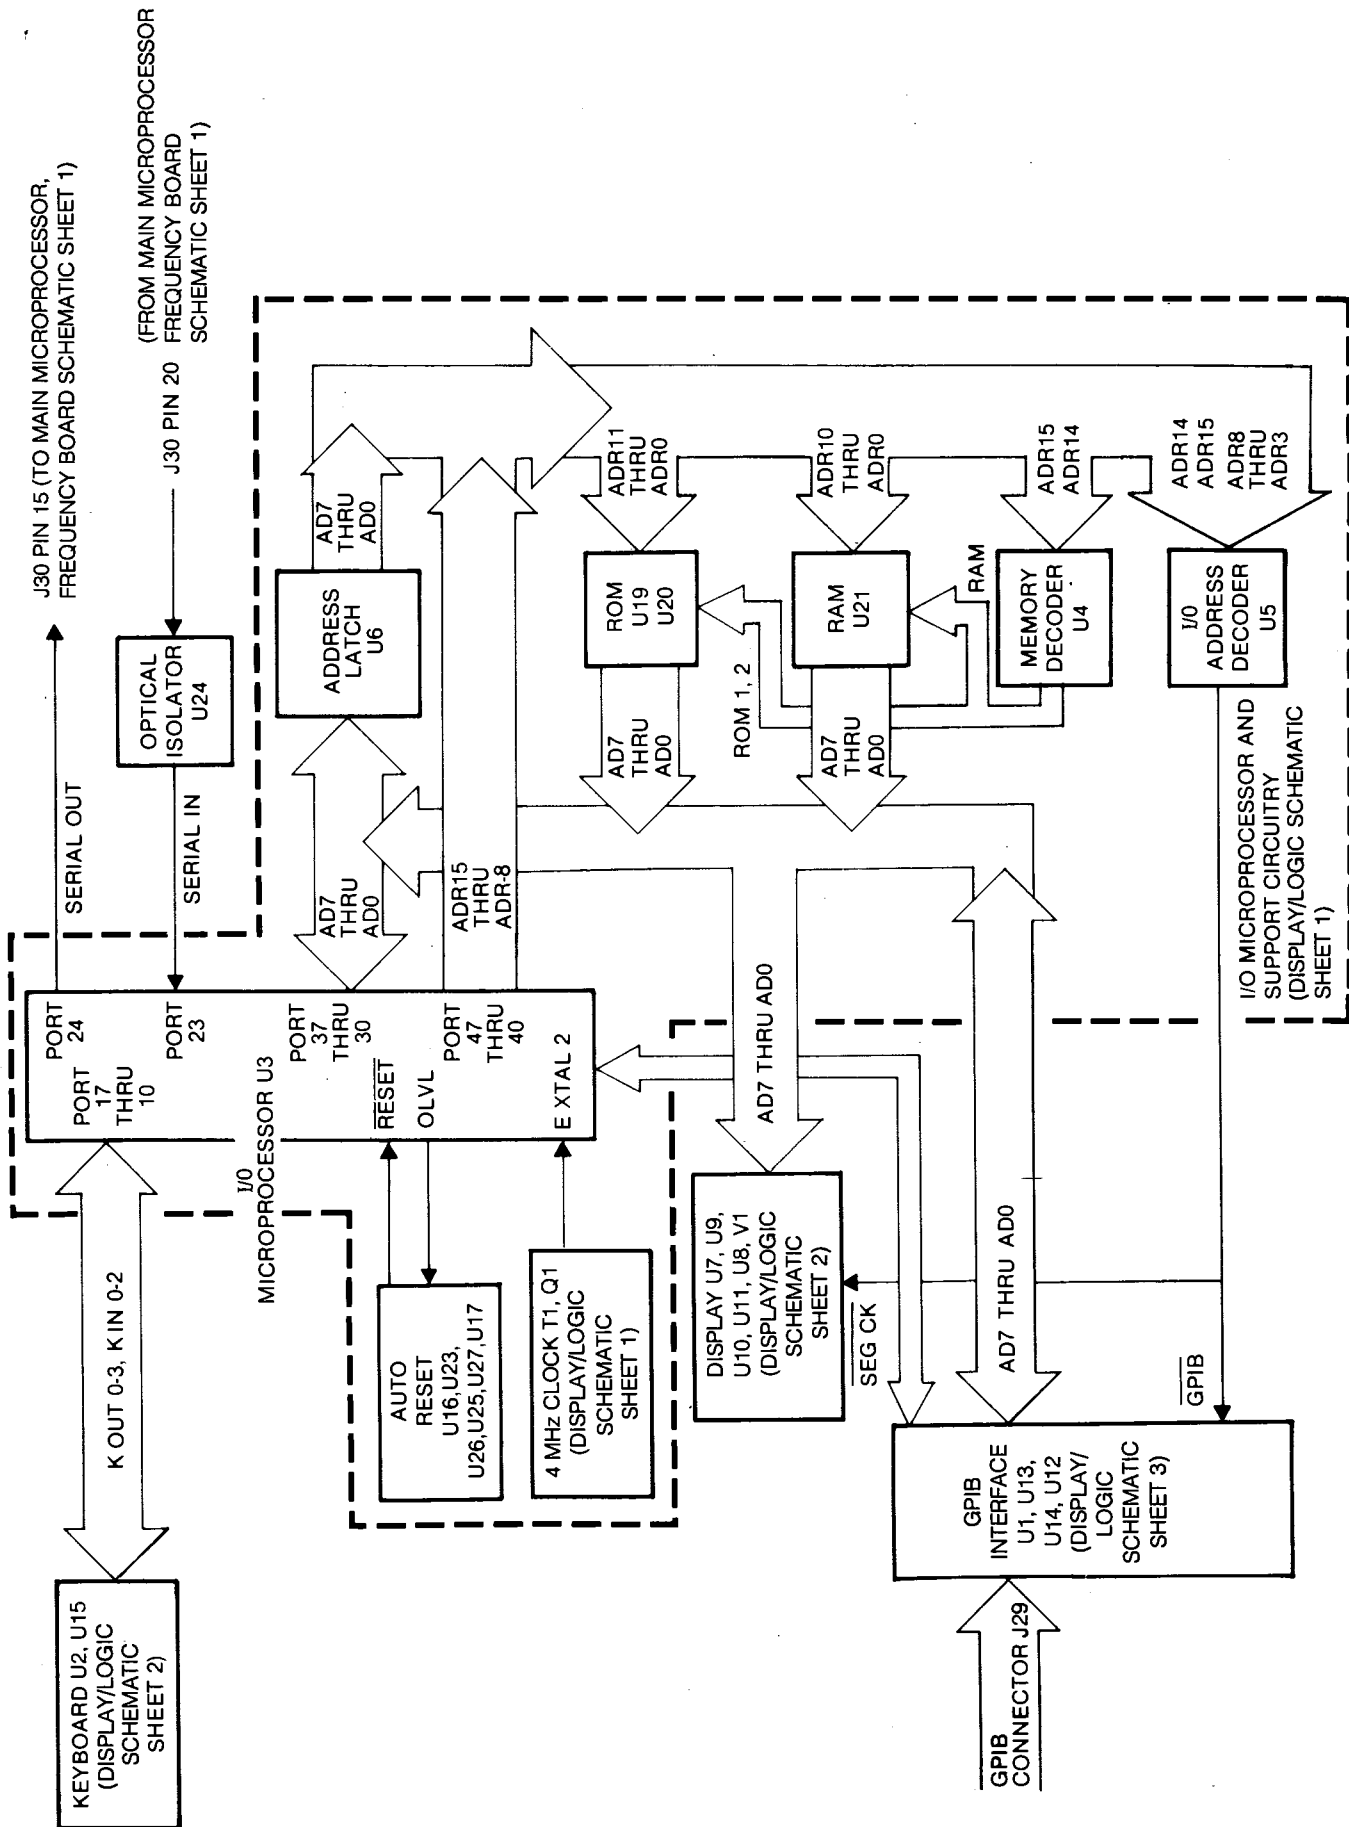 J30 PIN 15 (TO MAIN MICROPROCESSOR,
FREQUENCY BOARD SCHEMATIC SHEET 1)
SERIAL OUT
J30 PIN 20
(FROM MAIN MICROPROCESSOR
FREQUENCY BOARD
SCHEMATIC SHEET 1)
OPTICAL
ISOLATOR
U24
SERIAL IN
KEYBOARD U2, U15
(DISPLAY/LOGIC
SCHEMATIC
SHEET 2)
K OUT 0-3, K IN 0-2
PORT
24
PORT
17
THRU
10
PORT
23
PORT
37
THRU
30
RESET
OLVL
PORT
47
THRU
40
E XTAL 2
I/O
MICROPROCESSOR U3
AD7
THRU
AD0
ADDRESS
LATCH
U6
AD7
THRU
AD0
ADR15
THRU
ADR-8
AUTO
RESET
U16,U23,
U26,U25,U27,U17
4 MHz CLOCK T1, Q1
(DISPLAY/LOGIC
SCHEMATIC
SHEET 1)
AD7
THRU
AD0
ROM
U19
U20
ADR11
THRU
ADR0
ROM 1, 2
AD7
THRU
AD0
RAM
U21
ADR10
THRU
ADR0
RAM
MEMORY
DECODER
U4
ADR15
ADR14
I/O
ADDRESS
DECODER
U5
ADR14
ADR15
ADR8
THRU
ADR3
DISPLAY U7, U9,
U10, U11, U8, V1
(DISPLAY/LOGIC
SCHEMATIC
SHEET 2)
AD7 THRU AD0
SEG CK
AD7 THRU AD0
GPIB
GPIB
INTERFACE
U1, U13,
U14, U12
(DISPLAY/
LOGIC
SCHEMATIC
SHEET 3)
GPIB
CONNECTOR J29
I/O MICROPROCESSOR AND
SUPPORT CIRCUITRY
(DISPLAY/LOGIC SCHEMATIC
SHEET 1)